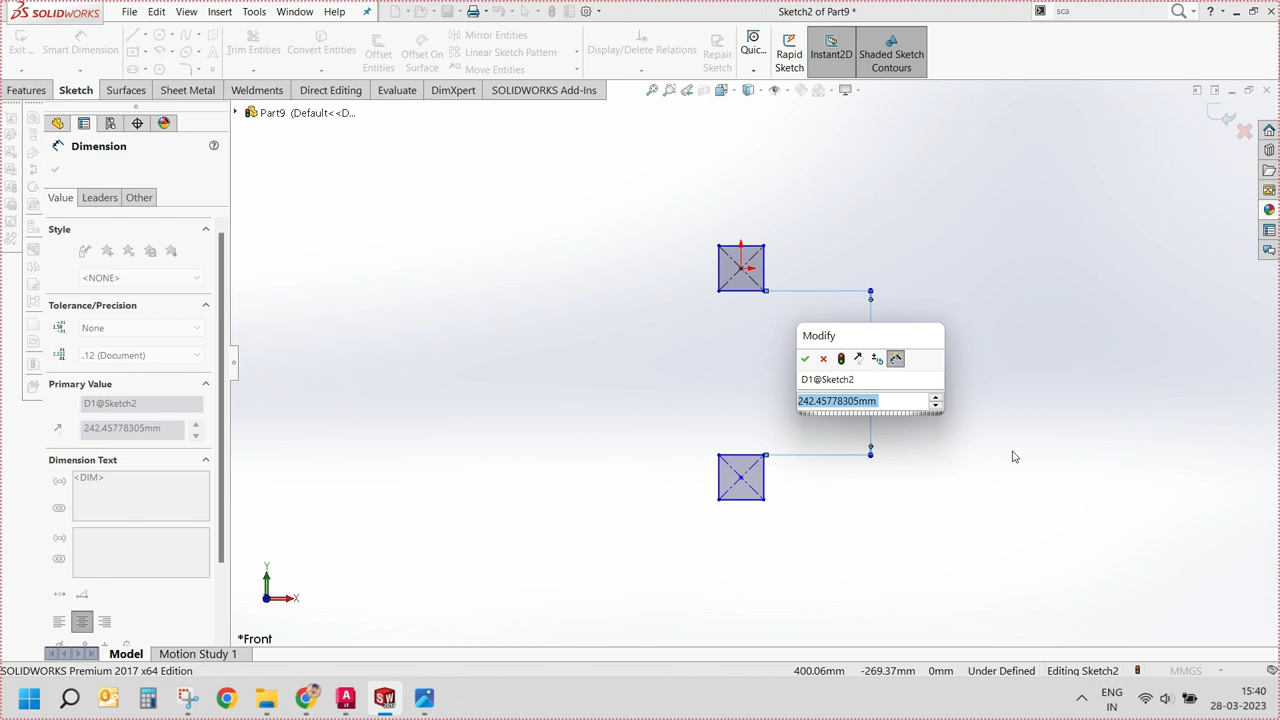 SOLIDWORKS File Edit View Insert Tools Window Help Sketch2 of Part9 * sca ?
Exit ...
Smart Dimension
Trim Entities
Convert Entities
Offset Entities
Offset On Surface
Mirror Entities
Linear Sketch Pattern
Move Entities
Display/Delete Relations
Repair Sketch
Quic...
Rapid Sketch
Instant2D
Shaded Sketch Contours
Features Sketch Surfaces Sheet Metal Weldments Direct Editing Evaluate DimXpert SOLIDWORKS Add-Ins
Part9 (Default<<D...
Dimension
Value Leaders Other
Style
<NONE>
Tolerance/Precision
None
.12 (Document)
Primary Value
D1@Sketch2
242.45778305mm
Dimension Text
<DIM>
Modify
D1@Sketch2
242.45778305mm
Y
X
*Front
Model Motion Study 1
SOLIDWORKS Premium 2017 x64 Edition 400.06mm -269.37mm 0mm Under Defined Editing Sketch2 MMGS
ENG
IN
15:40
28-03-2023